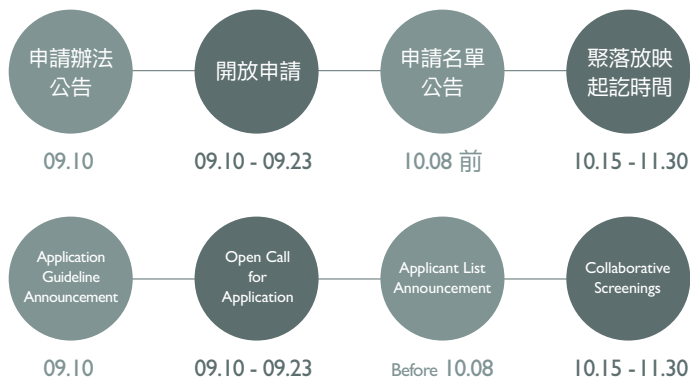 申請辦法
公告
開放申請
申請名單
公告
聚落放映
起訖時間
09.10
09.10 - 09.23
10.08 前
10.15 - 11.30
Application
Guideline
Announcement
Open Call
for
Application
Applicant List
Announcement
Collaborative
Screenings
09.10
09.10 - 09.23
Before 10.08
10.15 - 11.30